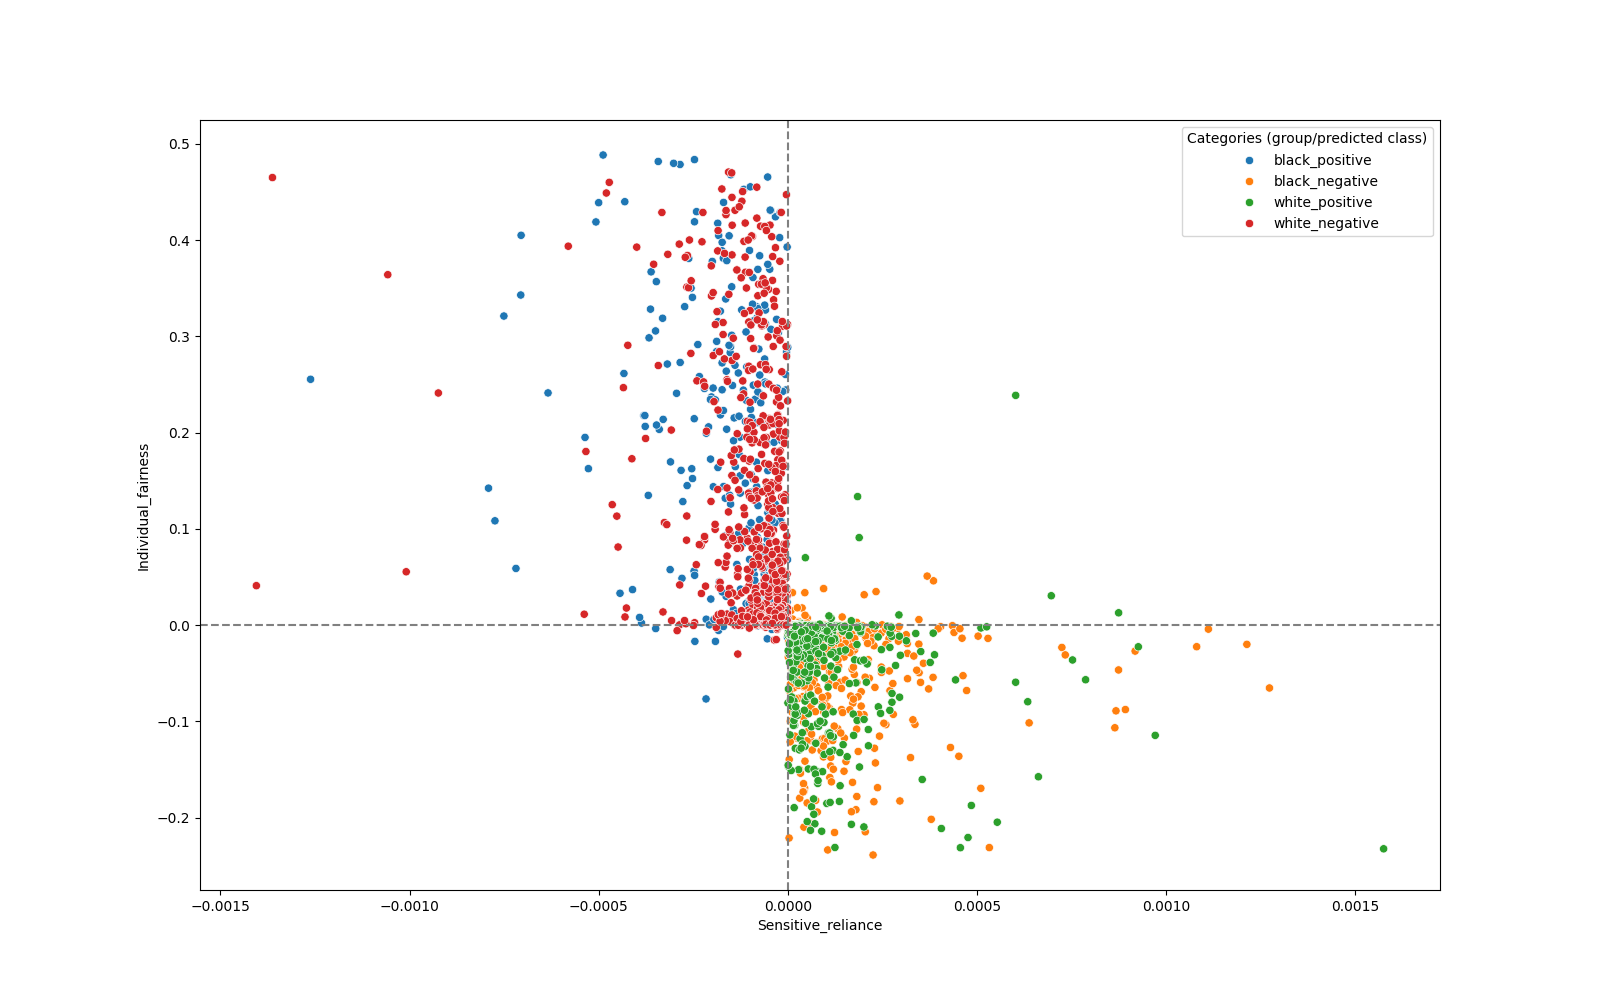 Categories (group/predicted class)
black_positive
black_negative
white_positive
white_negative
0.5
0.4
0.3
0.2
0.1
0.0
−0.1
−0.2
Individual_fairness
−0.0015
−0.0010
−0.0005
0.0000
0.0005
0.0010
0.0015
Sensitive_reliance